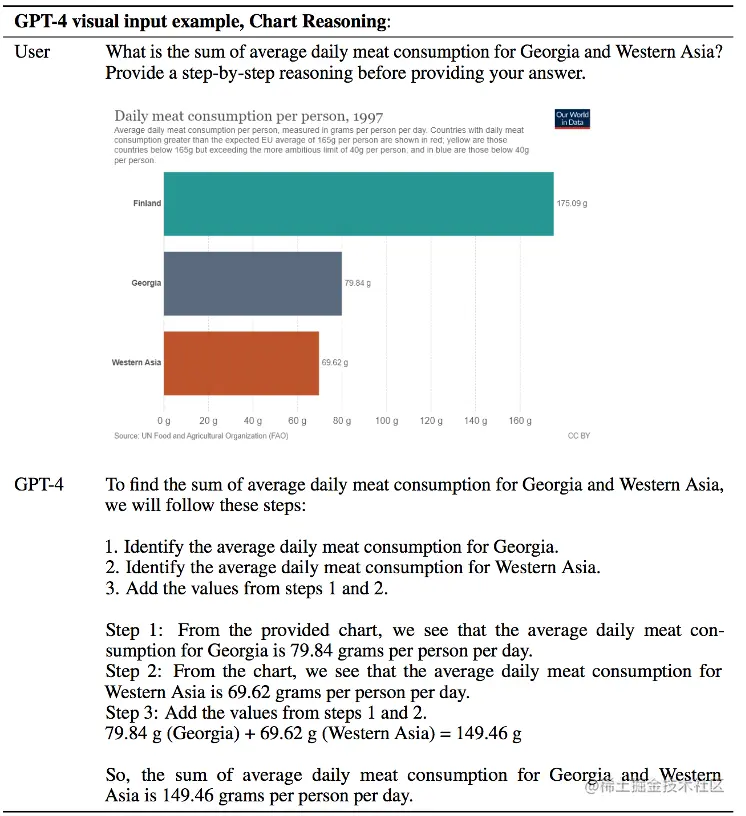 GPT-4 visual input example, Chart Reasoning:
User What is the sum of average daily meat consumption for Georgia and Western Asia?
Provide a step-by-step reasoning before providing your answer.
Daily meat consumption per person, 1997
Our World
in Data
Average daily meat consumption per person, measured in grams per person per day. Countries with daily meat
consumption greater than the expected EU average of 165g per person are shown in red; yellow are those
countries below 165g but exceeding the more ambitious limit of 40g per person; and in blue are those below 40g
per person.
Finland 175.09 g
Georgia 79.84 g
Western Asia 69.62 g
0 g 20 g 40 g 60 g 80 g 100 g 120 g 140 g 160 g
Source: UN Food and Agricultural Organization (FAO) CC BY
GPT-4 To find the sum of average daily meat consumption for Georgia and Western Asia,
we will follow these steps:
1. Identify the average daily meat consumption for Georgia.
2. Identify the average daily meat consumption for Western Asia.
3. Add the values from steps 1 and 2.
Step 1: From the provided chart, we see that the average daily meat con-
sumption for Georgia is 79.84 grams per person per day.
Step 2: From the chart, we see that the average daily meat consumption for
Western Asia is 69.62 grams per person per day.
Step 3: Add the values from steps 1 and 2.
79.84 g (Georgia) + 69.62 g (Western Asia) = 149.46 g
So, the sum of average daily meat consumption for Georgia and Western
Asia is 149.46 grams per person per day.
@稀土掘金技术社区